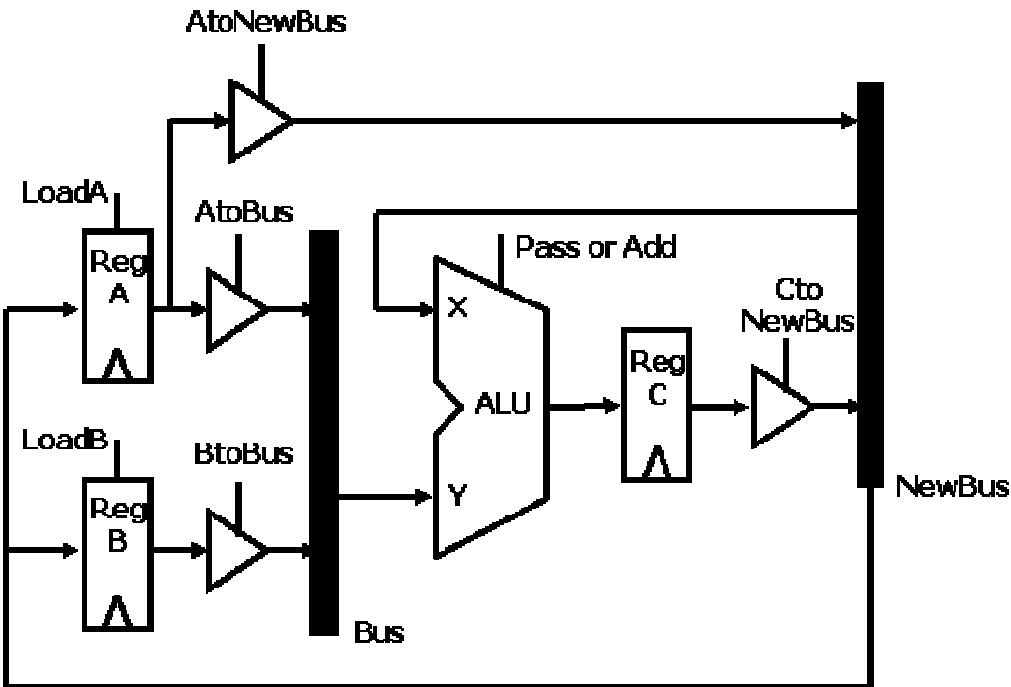 AtoNewBus
LoadA
AtoBus
Pass or Add
Reg
A
X
Cto
NewBus
Reg
C
ALU
LoadB
BtoBus
Reg
B
Y
NewBus
Bus